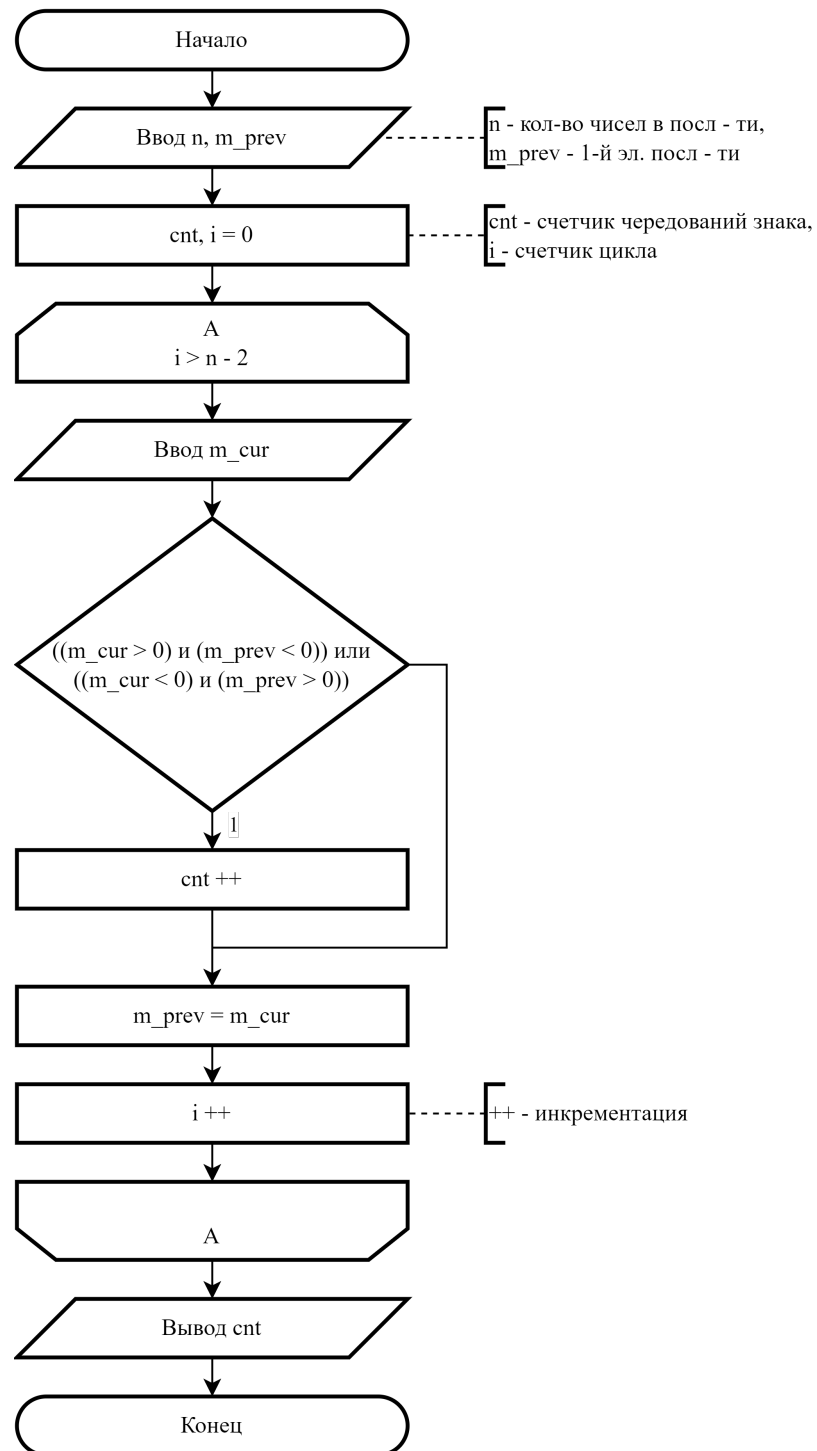 Начало
Ввод n, m_prev
n - кол-во чисел в посл - ти,
m_prev - 1-й эл. посл - ти
cnt, i = 0
cnt - счетчик чередований знака,
i - счетчик цикла
A
i > n - 2
Ввод m_cur
((m_cur > 0) и (m_prev < 0)) или
((m_cur < 0) и (m_prev > 0))
1
cnt ++
m_prev = m_cur
i ++
++ - инкрементация
A
Вывод cnt
Конец